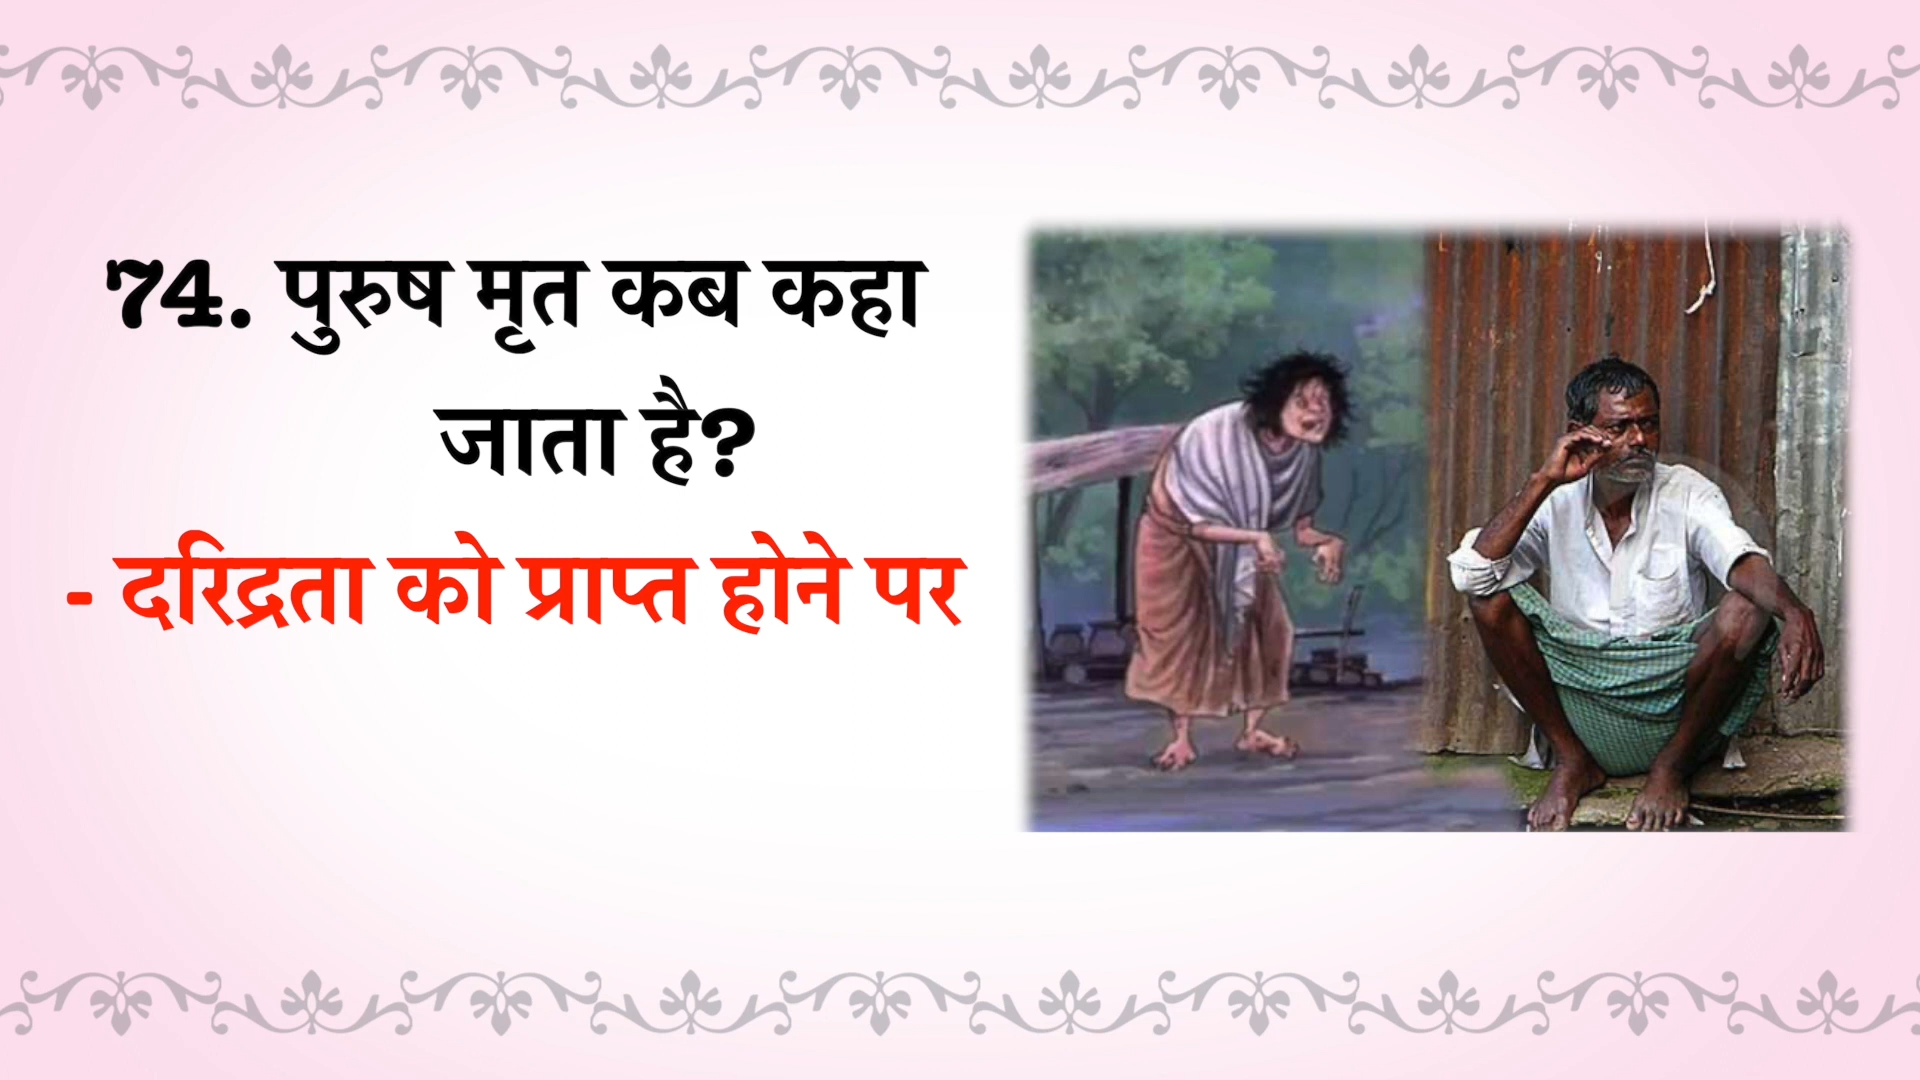 74. पुरुष मृत कब कहा
जाता है?
- दरिद्रता को प्राप्त होने पर